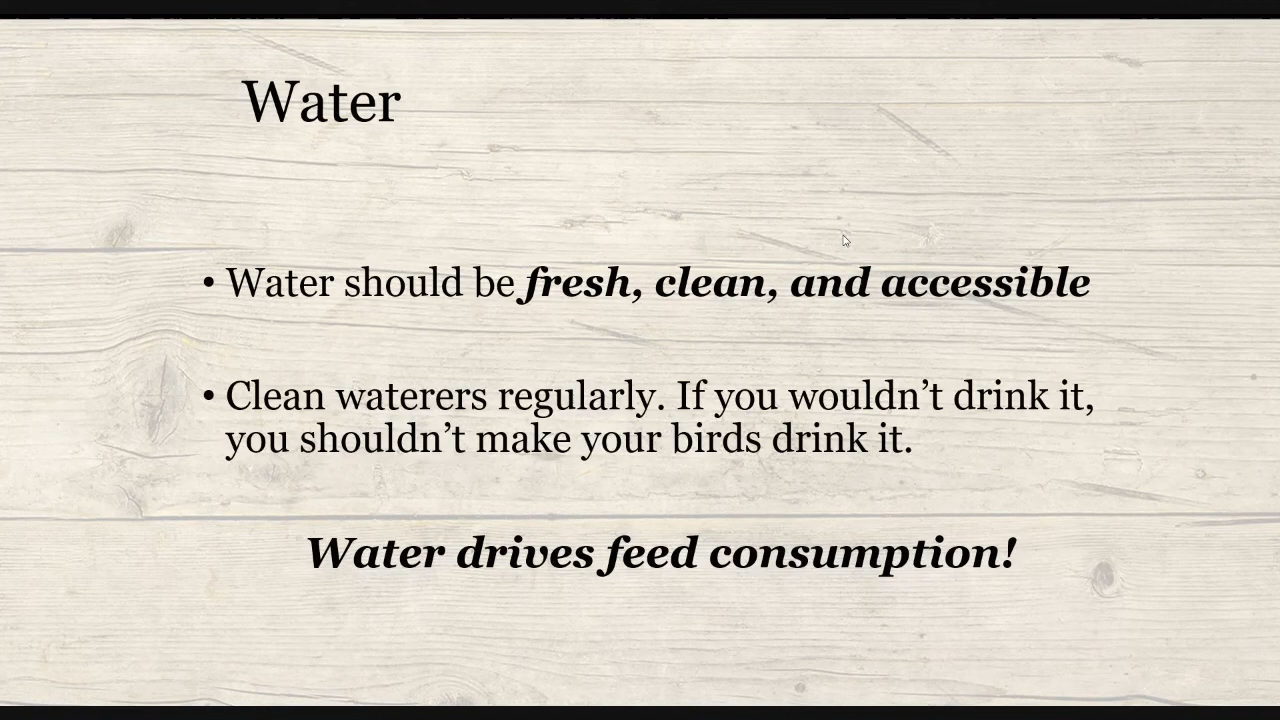 Water
• Water should be fresh, clean, and accessible
• Clean waterers regularly. If you wouldn’t drink it,
you shouldn’t make your birds drink it.
Water drives feed consumption!